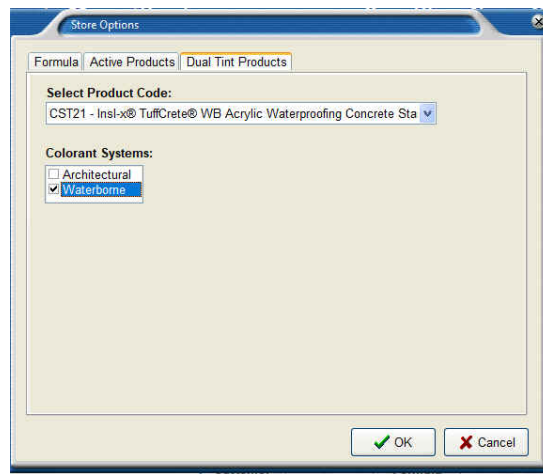 Store Options
Formula Active Products Dual Tint Products
Select Product Code:
CST21 - Insl-x® TuffCrete® WB Acrylic Waterproofing Concrete Sta
Colorant Systems:
Architectural
Waterborne
OK Cancel